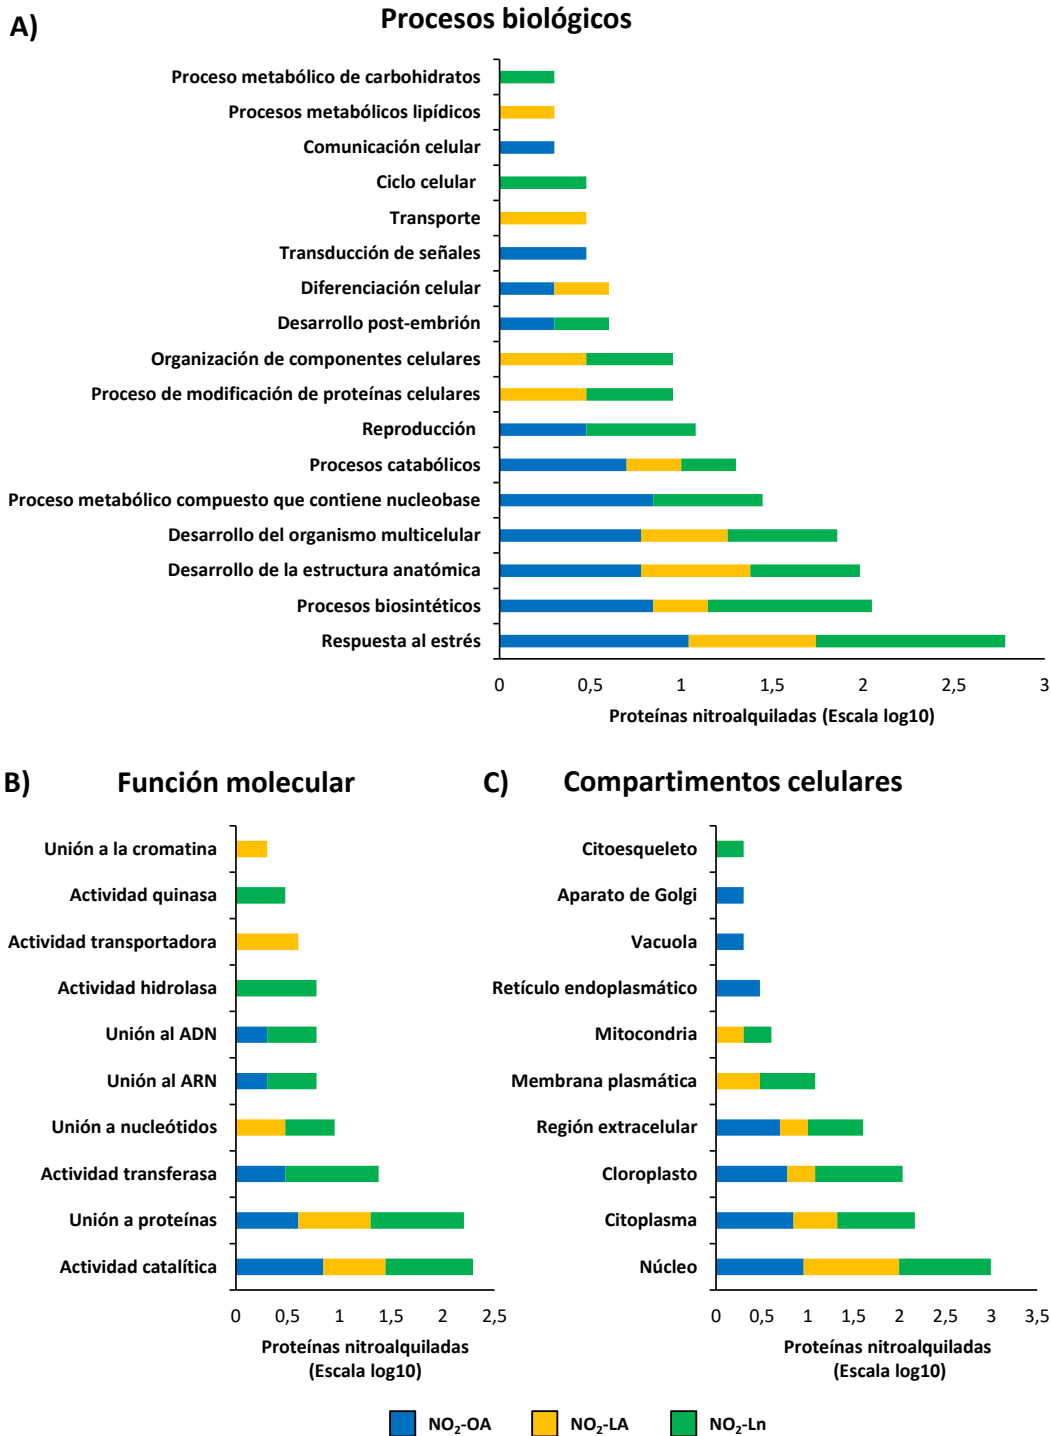 A)
Procesos biológicos
Proceso metabólico de carbohidratos
Procesos metabólicos lipídicos
Comunicación celular
Ciclo celular
Transporte
Transducción de señales
Diferenciación celular
Desarrollo post-embrión
Organización de componentes celulares
Proceso de modificación de proteínas celulares
Reproducción
Procesos catabólicos
Proceso metabólico compuesto que contiene nucleobase
Desarrollo del organismo multicelular
Desarrollo de la estructura anatómica
Procesos biosintéticos
Respuesta al estrés
0 0,5 1 1,5 2 2,5 3
Proteínas nitroalquiladas (Escala log10)
B)
Función molecular
Unión a la cromatina
Actividad quinasa
Actividad transportadora
Actividad hidrolasa
Unión al ADN
Unión al ARN
Unión a nucleótidos
Actividad transferasa
Unión a proteínas
Actividad catalítica
0 0,5 1 1,5 2 2,5
Proteínas nitroalquiladas
(Escala log10)
C)
Compartimentos celulares
Citoesqueleto
Aparato de Golgi
Vacuola
Retículo endoplasmático
Mitocondria
Membrana plasmática
Región extracelular
Cloroplasto
Citoplasma
Núcleo
0 0,5 1 1,5 2 2,5 3 3,5
Proteínas nitroalquiladas
(Escala log10)
NO₂-OA NO₂-LA NO₂-Ln